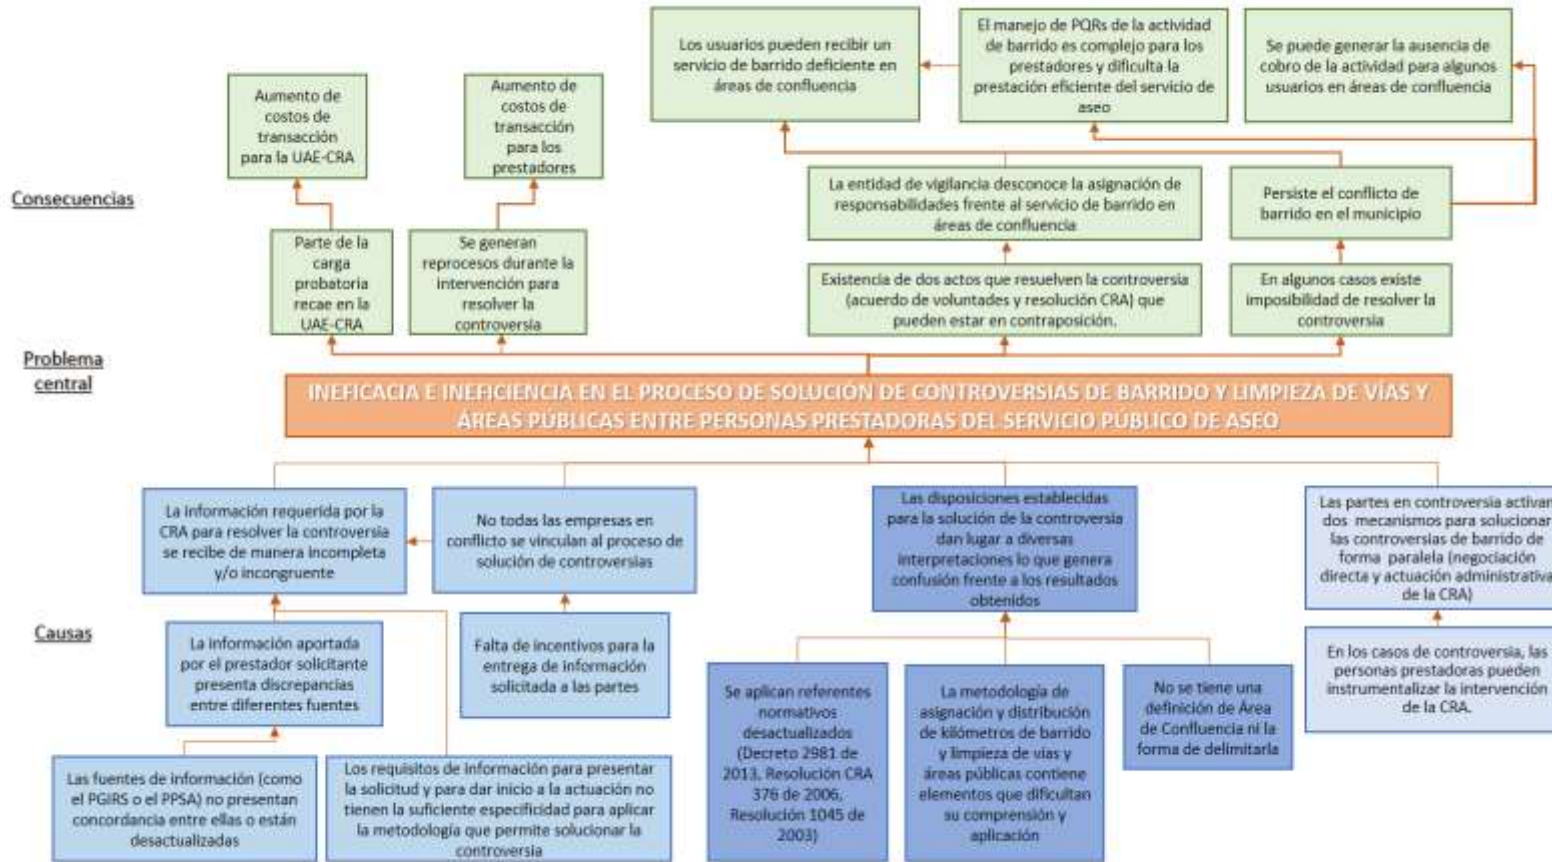 Los usuarios pueden recibir un
servicio de barrido deficiente en
áreas de confluencia
El manejo de PQRs de la actividad
de barrido es complejo para los
prestadores y dificulta la
prestación eficiente del servicio de
aseo
Se puede generar la ausencia de
cobro de la actividad para algunos
usuarios en áreas de confluencia
Aumento de
costos de
transacción
para la UAE-CRA
Aumento de
costos de
transacción
para los
prestadores
Consecuencias
La entidad de vigilancia desconoce la asignación de
responsabilidades frente al servicio de barrido en
áreas de confluencia
Persiste el conflicto de
barrido en el municipio
Parte de la
carga
probatoria
recae en la
UAE-CRA
Se generan
reprocesos durante la
intervención para
resolver la
controversia
Existencia de dos actos que resuelven la controversia
(acuerdo de voluntades y resolución CRA) que
pueden estar en contraposición.
En algunos casos existe
imposibilidad de resolver la
controversia
Problema
central
INEFICACIA E INEFICIENCIA EN EL PROCESO DE SOLUCIÓN DE CONTROVERSIAS DE BARRIDO Y LIMPIEZA DE VÍAS Y
ÁREAS PÚBLICAS ENTRE PERSONAS PRESTADORAS DEL SERVICIO PÚBLICO DE ASEO
La información requerida por la
CRA para resolver la controversia
se recibe de manera incompleta
y/o incongruente
No todas las empresas en
conflicto se vinculan al proceso de
solución de controversias
Las disposiciones establecidas
para la solución de la controversia
dan lugar a diversas
interpretaciones lo que genera
confusión frente a los resultados
obtenidos
Las partes en controversia activan
dos mecanismos para solucionar
las controversias de barrido de
forma paralela (negociación
directa y actuación administrativa
de la CRA)
Causas
La información aportada
por el prestador solicitante
presenta discrepancias
entre diferentes fuentes
Falta de incentivos para la
entrega de información
solicitada a las partes
Se aplican referentes
normativos
desactualizados
(Decreto 2981 de
2013, Resolución CRA
376 de 2006,
Resolución 1045 de
2003)
La metodología de
asignación y distribución
de kilómetros de barrido
y limpieza de vías y
áreas públicas contiene
elementos que dificultan
su comprensión y
aplicación
No se tiene una
definición de Área
de Confluencia ni la
forma de delimitarla
En los casos de controversia, las
personas prestadoras pueden
instrumentalizar la intervención
de la CRA.
Las fuentes de información (como
el PGIRS o el PPSA) no presentan
concordancia entre ellas o están
desactualizadas
Los requisitos de información para presentar
la solicitud y para dar inicio a la actuación no
tienen la suficiente especificidad para aplicar
la metodología que permite solucionar la
controversia